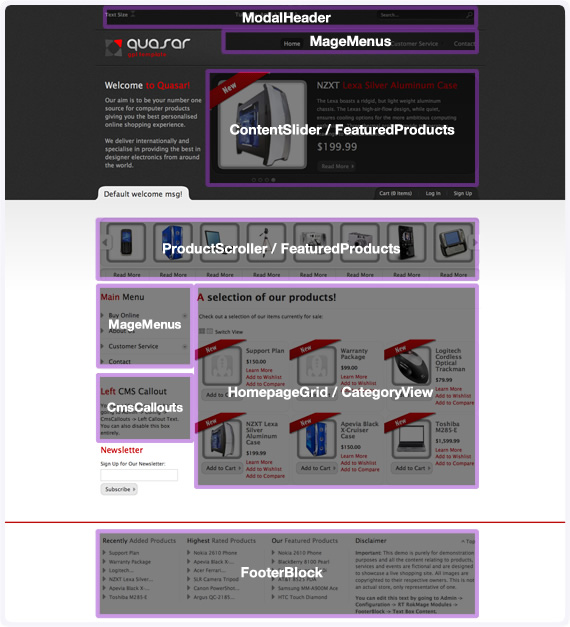 Text Size
ModalHeader
Search...
quasar
Home
MageMenus
Customer Service
Contact
Welcome to Quasar!
Our aim is to be your number one
source for computer products
giving you the best personalised
online shopping experience.
We deliver internationally and
specialise in providing the best in
designer electronics from around
the world.
New
NZXT Lexa Silver Aluminum Case
The Lexa boasts a ridgid, but light weight aluminum
chassis. The Lexas high-air-flow design, while quiet,
ensures cooling options for the more ambitious computer
ContentSlider / FeaturedProducts
$199.99
Read More
Default welcome msg!
Cart (0 Items)
Log In
Sign Up
ProductScroller / FeaturedProducts
Read More
Read More
Read More
Read More
Read More
Read More
Read More
Read More
Main Menu
Buy Online
MageMenus
About Us
Customer Service
Contact
A selection of our products!
Check out a selection of our items currently for sale
Switch View
New
Support Plan
$150.00
Learn More
Add to Wishlist
Add to Compare
Add to Cart
New
Warranty
Package
$99.00
Learn More
Add to Wishlist
Add to Compare
New
Logitech
Cordless
Optical
Trackman
$79.99
Learn More
Add to Wishlist
Add to Compare
HomepageGrid / CategoryView
Left CMS Callout
CmsCallouts
CmsCallouts -> Left Callout Text.
You can also disable this box
entirely.
New
NZXT Lexa
Silver
Aluminum
Case
$199.99
Learn More
Add to Wishlist
Add to Compare
Add to Cart
New
Apevia Black
X-Cruiser
Case
$150.00
Learn More
Add to Wishlist
Add to Compare
Add to Cart
New
Toshiba
M285-E
$1,599.99
Learn More
Add to Wishlist
Add to Compare
Add to Cart
Newsletter
Sign Up for Our Newsletter:
Subscribe
Recently Added Products
Support Plan
Warranty Package
Logitech...
NZXT Lexa Silver...
Apevia Black X-...
Toshiba M285-E
Highest Rated Products
Nokia 2610 Phone
Apevia Black X-...
Acer Ferrari...
SLR Camera Tripod
Canon PowerShot...
Argus QC-2185...
Our Featured Products
Nokia 2610 Phone
Blackberry 8100 Pearl
AT&T 8525 PDA
Samsung MM-A900M Ace
HTC Touch Diamond
FooterBlock
Disclaimer
^ Top
Important: This demo is purely for demonstration
purposes and all the content relating to products,
services and events are fictional and are designed
to showcase a live shopping site. All images are
copyrighted to their respective owners. This is not
an actual store, only representative of one.
You can edit this text by going to Admin ->
Configuration -> RT RokMage Modules ->
FooterBlock -> Text Box Content.